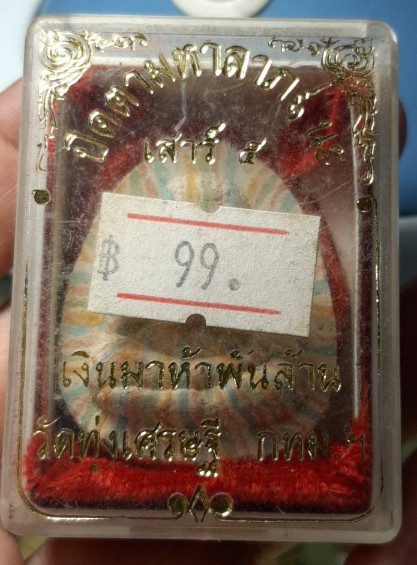 ปิดตามหาลาภ
เสาร์ ๕
฿ 99.
เงินมาห้าพันล้าน
วัดทุ่งเศรษฐี กทม.ฯ